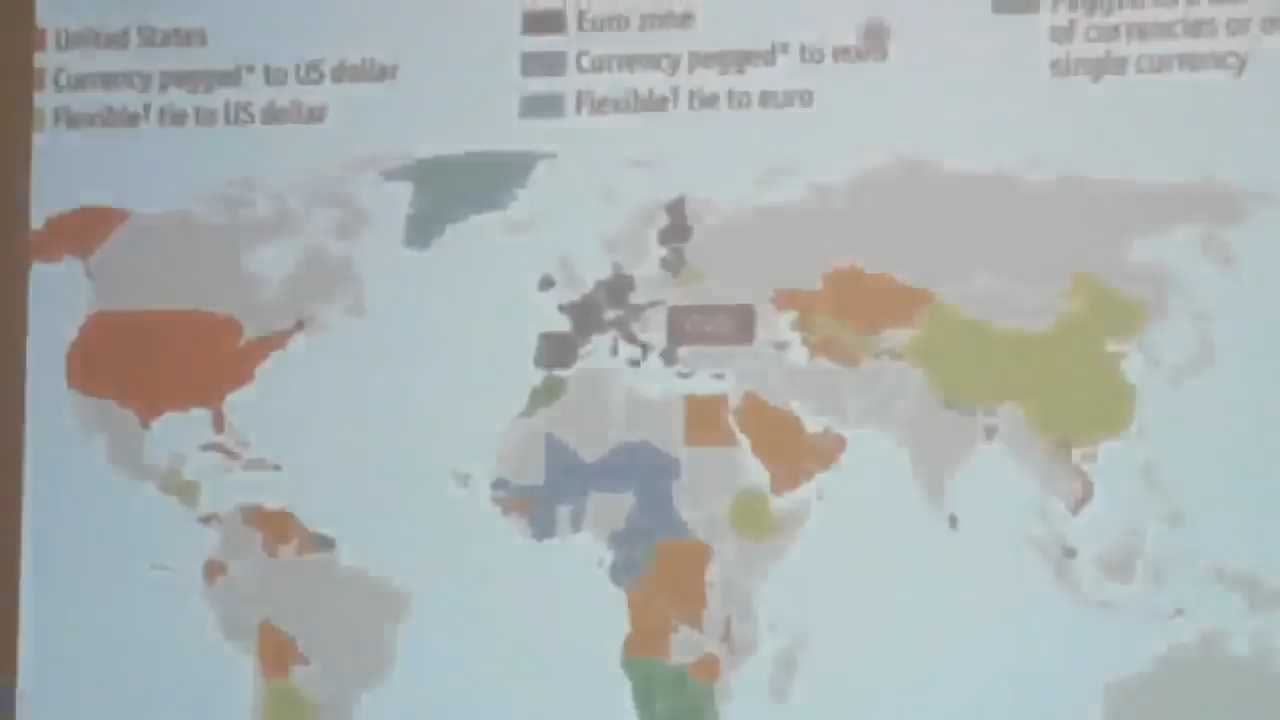 United States
Currency pegged* to US dollar
Flexible† tie to US dollar
Euro zone
Currency pegged* to euro
Flexible† tie to euro
of currencies or
single currency